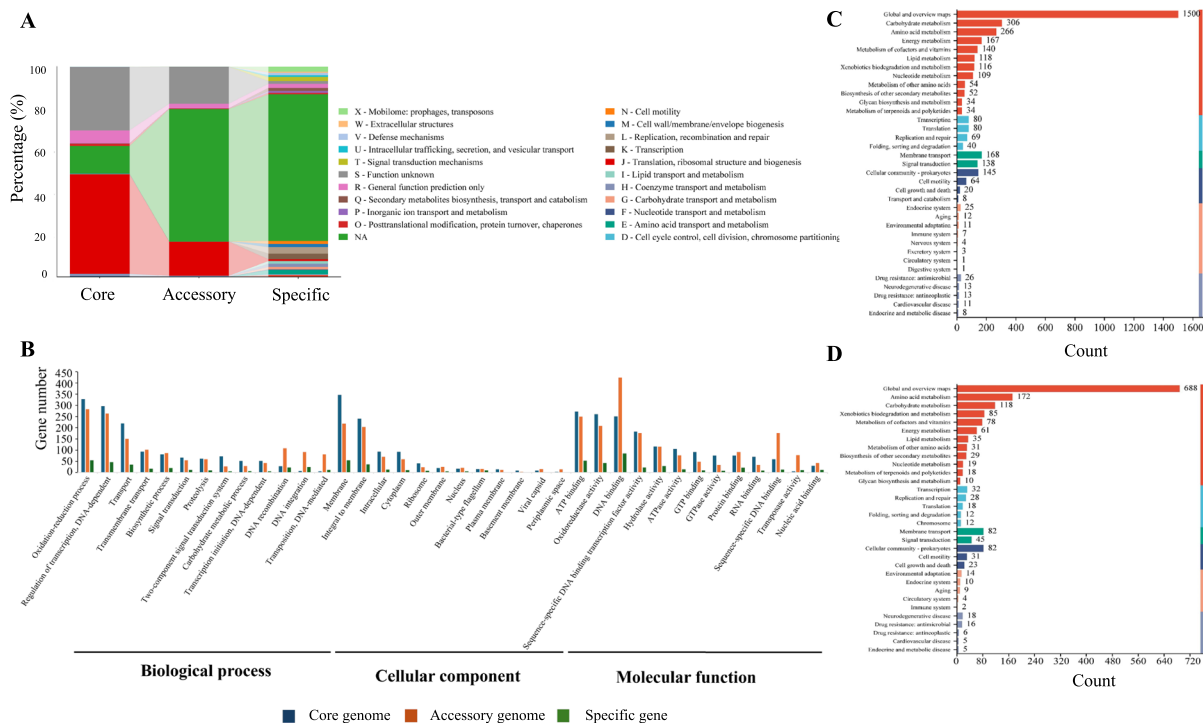 A
Percentage (%)
100
80
60
40
20
0
Core
Accessory
Specific
X - Mobilome: prophages, transposons
W - Extracellular structures
V - Defense mechanisms
U - Intracellular trafficking, secretion, and vesicular transport
T - Signal transduction mechanisms
S - Function unknown
R - General function prediction only
Q - Secondary metabolites biosynthesis, transport and catabolism
P - Inorganic ion transport and metabolism
O - Posttranslational modification, protein turnover, chaperones
NA
N - Cell motility
M - Cell wall/membrane/envelope biogenesis
L - Replication, recombination and repair
K - Transcription
J - Translation, ribosomal structure and biogenesis
I - Lipid transport and metabolism
H - Coenzyme transport and metabolism
G - Carbohydrate transport and metabolism
F - Nucleotide transport and metabolism
E - Amino acid transport and metabolism
D - Cell cycle control, cell division, chromosome partitioning
B
Gene number
450
400
350
300
250
200
150
100
50
0
Oxidation-reduction process
Regulation of transcription, DNA-dependent
Transport
Transmembrane transport
Biosynthetic process
Signal transduction
Proteolysis
Two-component signal transduction system
Carbohydrate metabolic process
Transcription initiation, DNA-dependent
DNA recombination
DNA integration
Transposition, DNA-mediated
Membrane
Integral to membrane
Intracellular
Cytoplasm
Ribosome
Outer membrane
Nucleus
Bacterial-type flagellum
Plasma membrane
Basement membrane
Viral capsid
Periplasmic space
ATP binding
Oxidoreductase activity
DNA binding
Sequence-specific DNA binding transcription factor activity
Hydrolase activity
ATPase activity
GTP binding
GTPase activity
Protein binding
RNA binding
Sequence-specific DNA binding
Transposase activity
Nucleic acid binding
Biological process
Cellular component
Molecular function
Core genome
Accessory genome
Specific gene
C
Global and overview maps 1500
Carbohydrate metabolism 306
Amino acid metabolism 266
Energy metabolism 167
Metabolism of cofactors and vitamins 140
Lipid metabolism 118
Xenobiotics biodegradation and metabolism 116
Nucleotide metabolism 109
Metabolism of other amino acids 54
Biosynthesis of other secondary metabolites 52
Glycan biosynthesis and metabolism 34
Metabolism of terpenoids and polyketides 34
Transcription 80
Translation 80
Replication and repair 69
Folding, sorting and degradation 40
Membrane transport 168
Signal transduction 138
Cellular community - prokaryotes 145
Cell motility 64
Cell growth and death 20
Transport and catabolism 8
Endocrine system 25
Aging 12
Environmental adaptation 11
Immune system 7
Nervous system 4
Excretory system 3
Circulatory system 1
Digestive system 1
Drug resistance: antimicrobial 26
Neurodegenerative disease 13
Drug resistance: antineoplastic 13
Cardiovascular disease 11
Endocrine and metabolic disease 8
0 200 400 600 800 1000 1200 1400 1600
Count
D
Global and overview maps 688
Amino acid metabolism 172
Carbohydrate metabolism 118
Xenobiotics biodegradation and metabolism 85
Metabolism of cofactors and vitamins 78
Energy metabolism 61
Lipid metabolism 35
Metabolism of other amino acids 31
Biosynthesis of other secondary metabolites 29
Nucleotide metabolism 19
Metabolism of terpenoids and polyketides 18
Glycan biosynthesis and metabolism 10
Transcription 32
Replication and repair 28
Translation 18
Folding, sorting and degradation 12
Chromosome 12
Membrane transport 82
Signal transduction 45
Cellular community - prokaryotes 82
Cell motility 31
Cell growth and death 23
Environmental adaptation 14
Endocrine system 10
Aging 9
Circulatory system 4
Immune system 2
Neurodegenerative disease 18
Drug resistance: antimicrobial 16
Drug resistance: antineoplastic 6
Cardiovascular disease 5
Endocrine and metabolic disease 5
0 80 160 240 320 400 480 560 640 720
Count